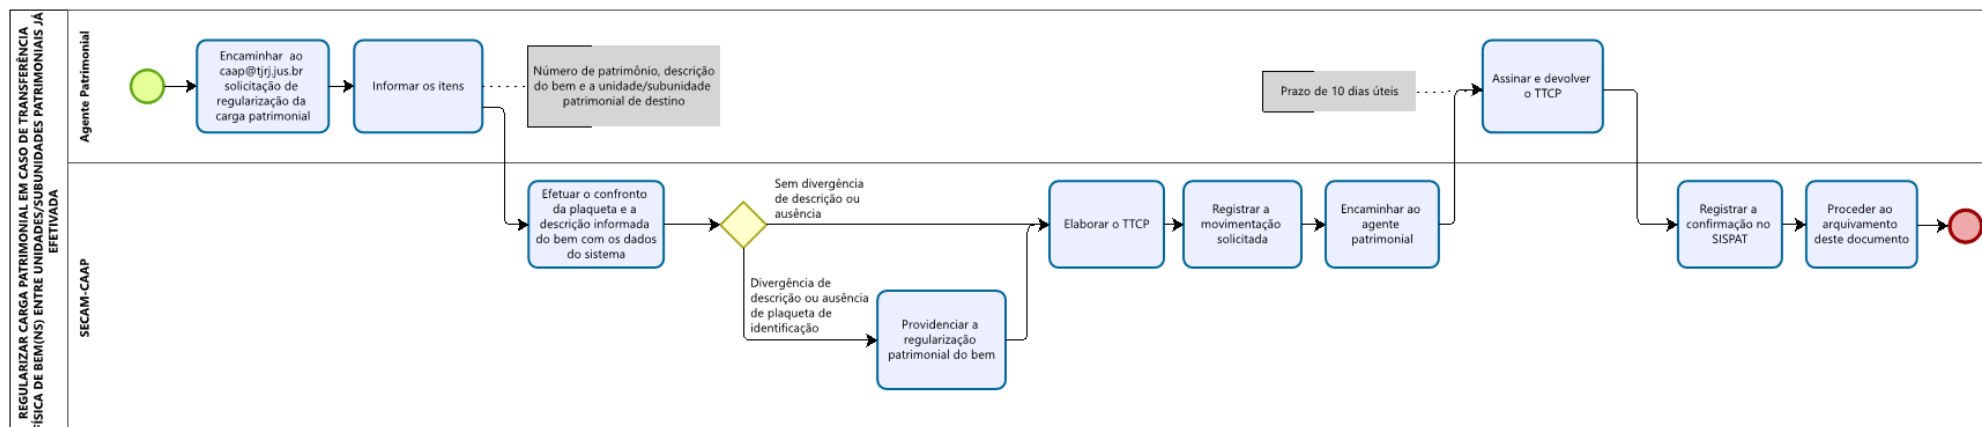 REGULARIZAR CARGA PATRIMONIAL EM CASO DE TRANSFERÊNCIA
FÍSICA DE BEM(NS) ENTRE UNIDADES/SUBUNIDADES PATRIMONIAIS JÁ
EFETIVADA
Agente Patrimonial
Encaminhar ao
caap@tjrj.jus.br
solicitação de
regularização da
carga patrimonial
Informar os itens
Número de patrimônio, descrição
do bem e a unidade/subunidade
patrimonial de destino
Prazo de 10 dias úteis
Assinar e devolver
o TTCP
SECAM-CAAP
Efetuar o confronto
da plaqueta e a
descrição informada
do bem com os dados
do sistema
Sem divergência
de descrição ou
ausência
Divergência de
descrição ou ausência
de plaqueta de
identificação
Providenciar a
regularização
patrimonial do bem
Elaborar o TTCP
Registrar a
movimentação
solicitada
Encaminhar ao
agente
patrimonial
Registrar a
confirmação no
SISPAT
Proceder ao
arquivamento
deste documento